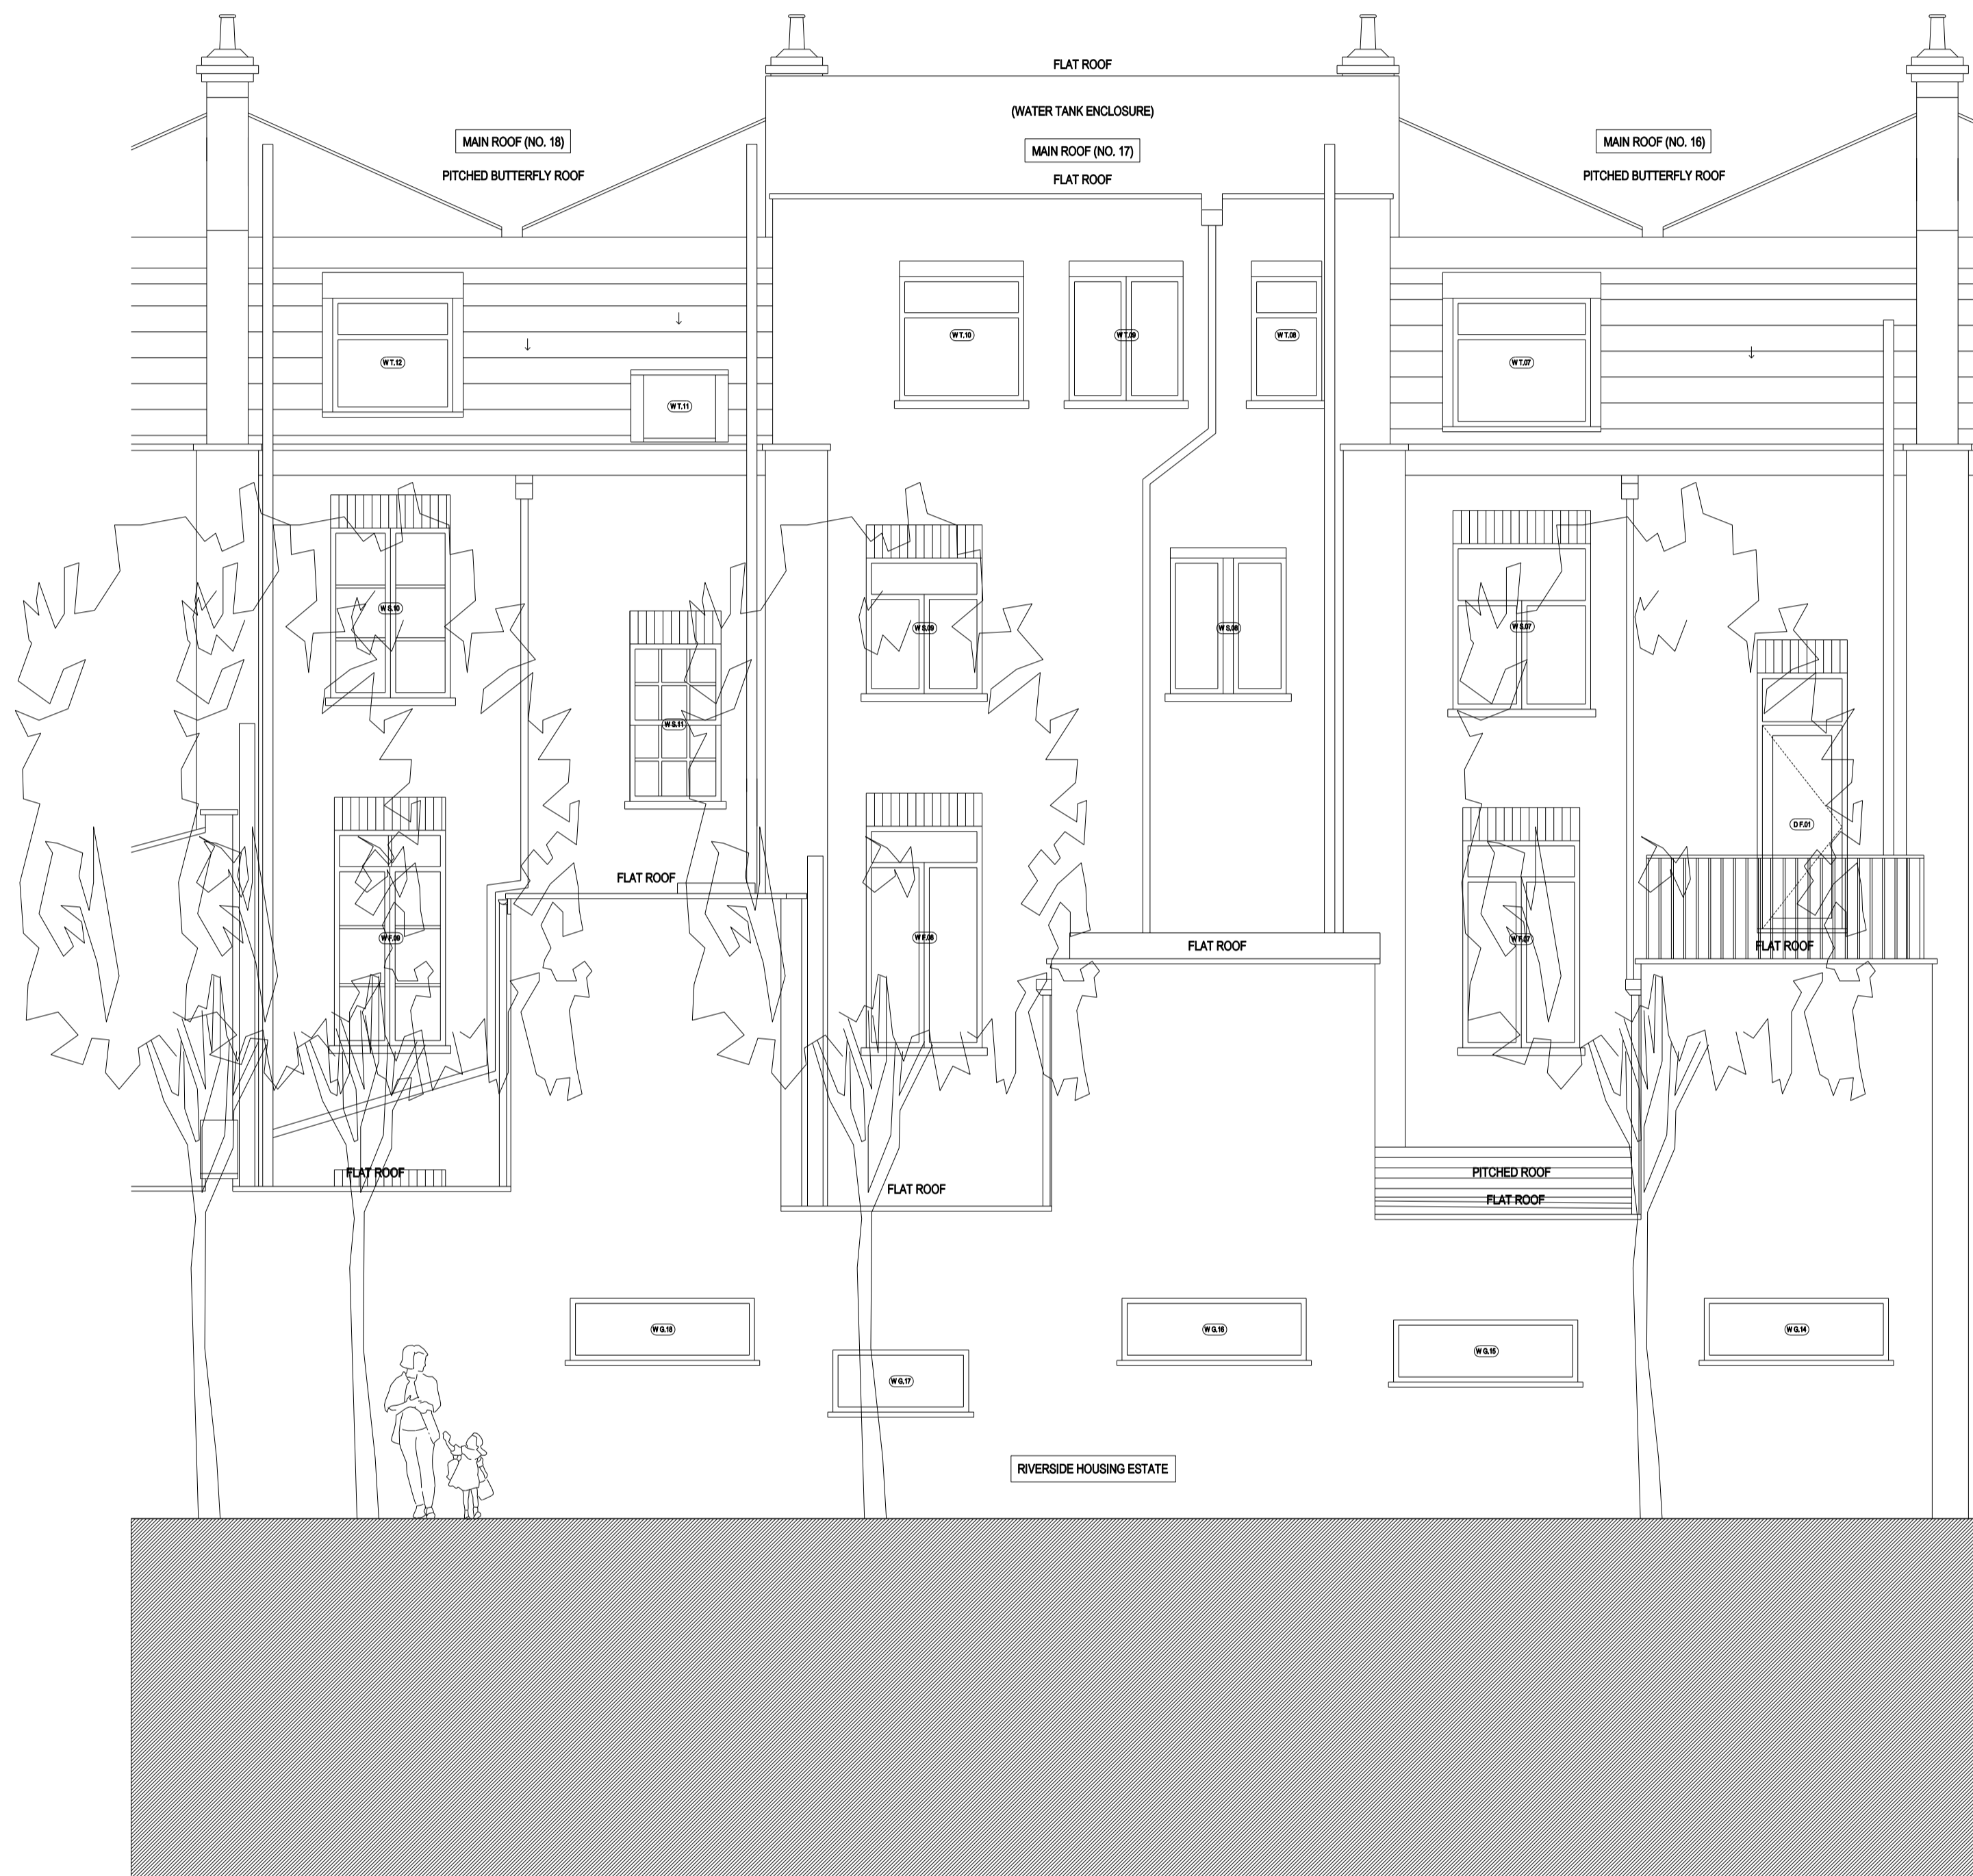 FLAT ROOF
(WATER TANK ENCLOSURE)
MAIN ROOF (NO. 18)
MAIN ROOF (NO. 17)
MAIN ROOF (NO. 16)
PITCHED BUTTERFLY ROOF
FLAT ROOF
PITCHED BUTTERFLY ROOF
W T.12
W T.11
W T.10
W T.09
W T.08
W T.07
W S.10
W S.11
W S.09
W S.08
W S.07
D F.01
FLAT ROOF
W F.09
W F.08
FLAT ROOF
W F.07
FLAT ROOF
FLAT ROOF
FLAT ROOF
PITCHED ROOF
FLAT ROOF
W G.18
W G.17
W G.16
W G.15
W G.14
RIVERSIDE HOUSING ESTATE